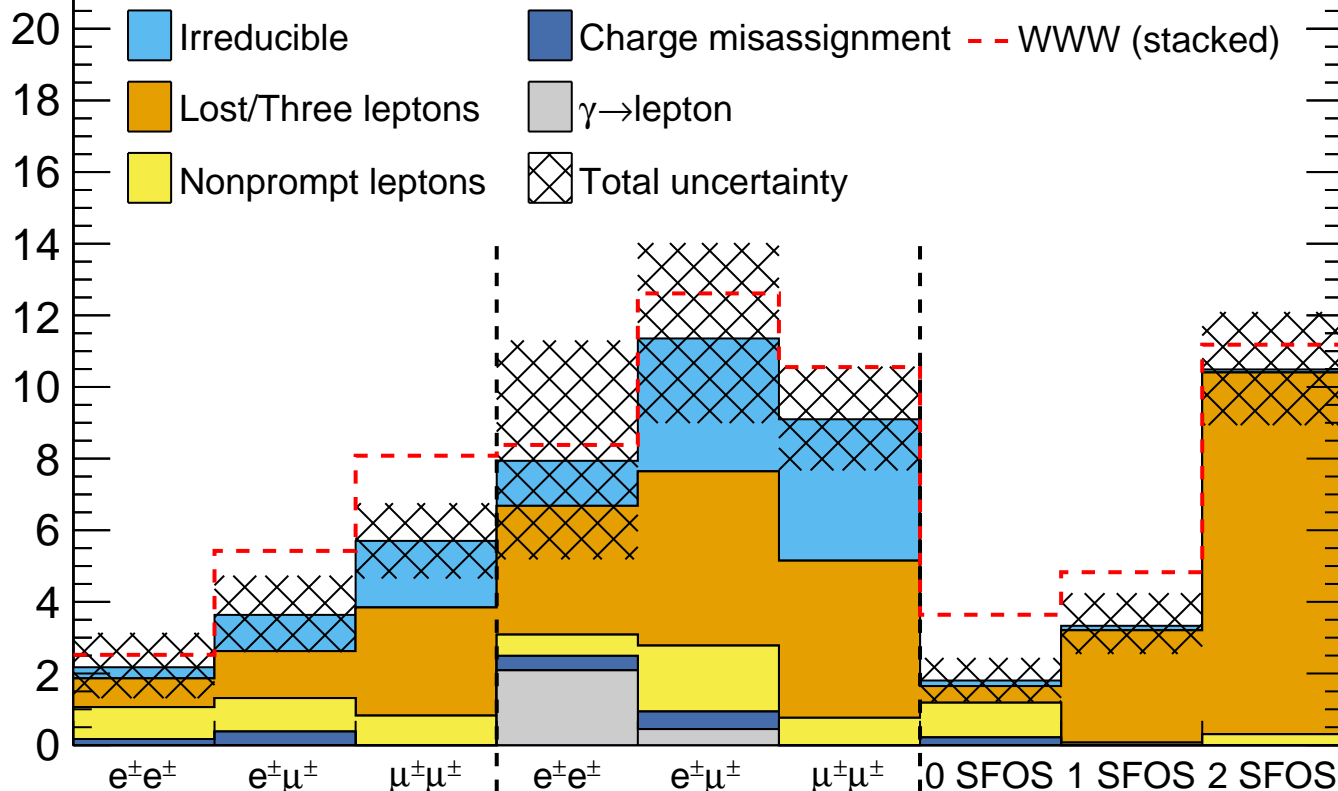 20
18
16
14
12
10
8
6
4
2
0
Irreducible
Charge misassignment
WWW (stacked)
Lost/Three leptons
γ→lepton
Nonprompt leptons
Total uncertainty
e±e± e±μ± μ±μ± e±e± e±μ± μ±μ± 0 SFOS 1 SFOS 2 SFOS